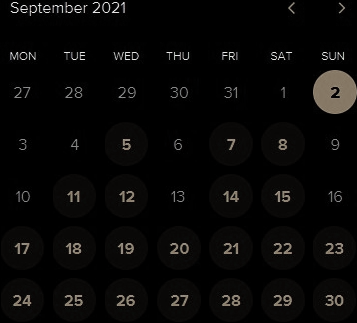 September 2021 < >
MON TUE WED THU FRI SAT SUN
27 28 29 30 31 1 2
3 4 5 6 7 8 9
10 11 12 13 14 15 16
17 18 19 20 21 22 23
24 25 26 27 28 29 30